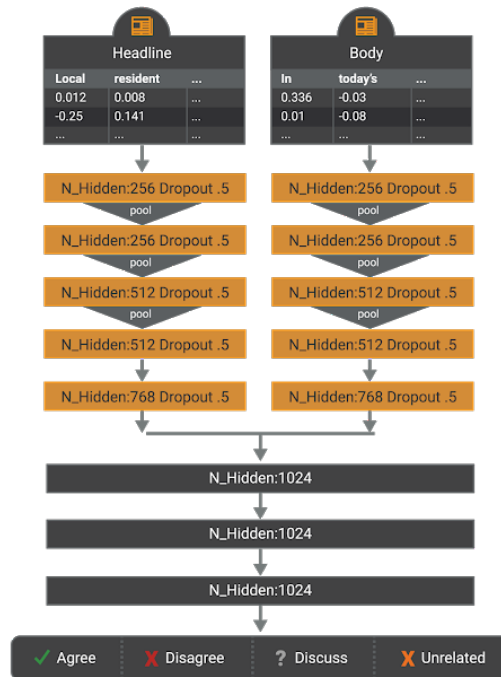 Headline
Local resident ...
0.012 0.008 ...
-0.25 0.141 ...
... ... ...
Body
In today's ...
0.336 -0.03 ...
0.01 -0.08 ...
... ... ...
N_Hidden:256 Dropout .5
pool
N_Hidden:256 Dropout .5
pool
N_Hidden:512 Dropout .5
pool
N_Hidden:512 Dropout .5
N_Hidden:768 Dropout .5
N_Hidden:256 Dropout .5
pool
N_Hidden:256 Dropout .5
pool
N_Hidden:512 Dropout .5
pool
N_Hidden:512 Dropout .5
N_Hidden:768 Dropout .5
N_Hidden:1024
N_Hidden:1024
N_Hidden:1024
Agree Disagree ? Discuss Unrelated